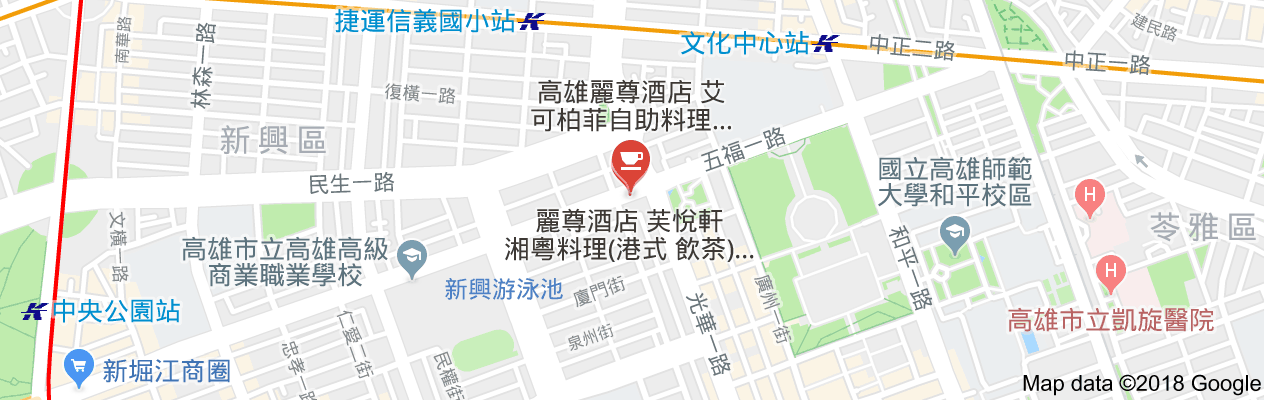 捷運信義國小站
文化中心站
中正二路
中正一路
建民路
南華路
林森一路
復橫一路
高雄麗尊酒店 艾
可柏菲自助料理...
新興區
五福一路
民生一路
國立高雄師範
大學和平校區
苓雅區
文橫一路
麗尊酒店 芙悅軒
湘粵料理(港式 飲茶)...
高雄市立高雄高級
商業職業學校
和平一路
新興游泳池
廈門街
廣州一街
光華一路
中央公園站
高雄市立凱旋醫院
仁愛二街
泉州街
忠孝一路
民權街
新堀江商圈
H
H
Map data ©2018 Google